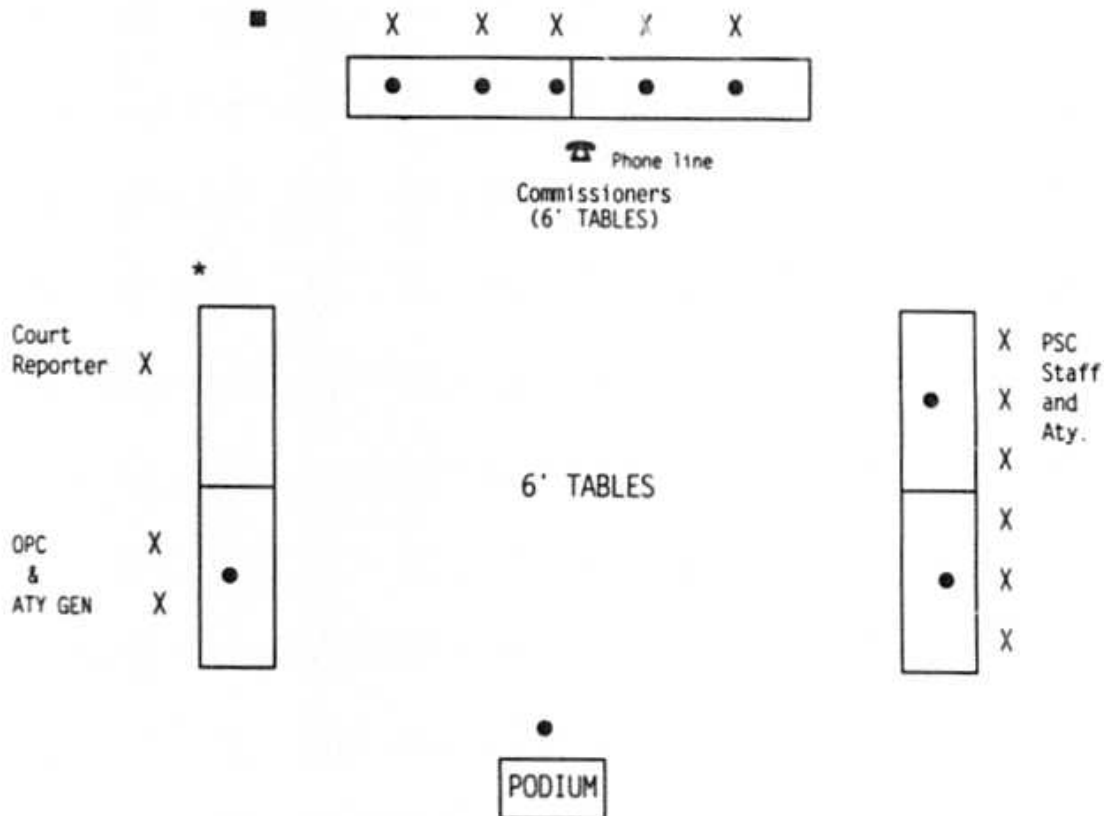 X X X X X
☎ Phone line
Commissioners
(6' TABLES)
*
Court
Reporter X
X PSC
Staff
X and
Aty.
X
6' TABLES
X
OPC X
&
X
ATY GEN X
X
PODIUM